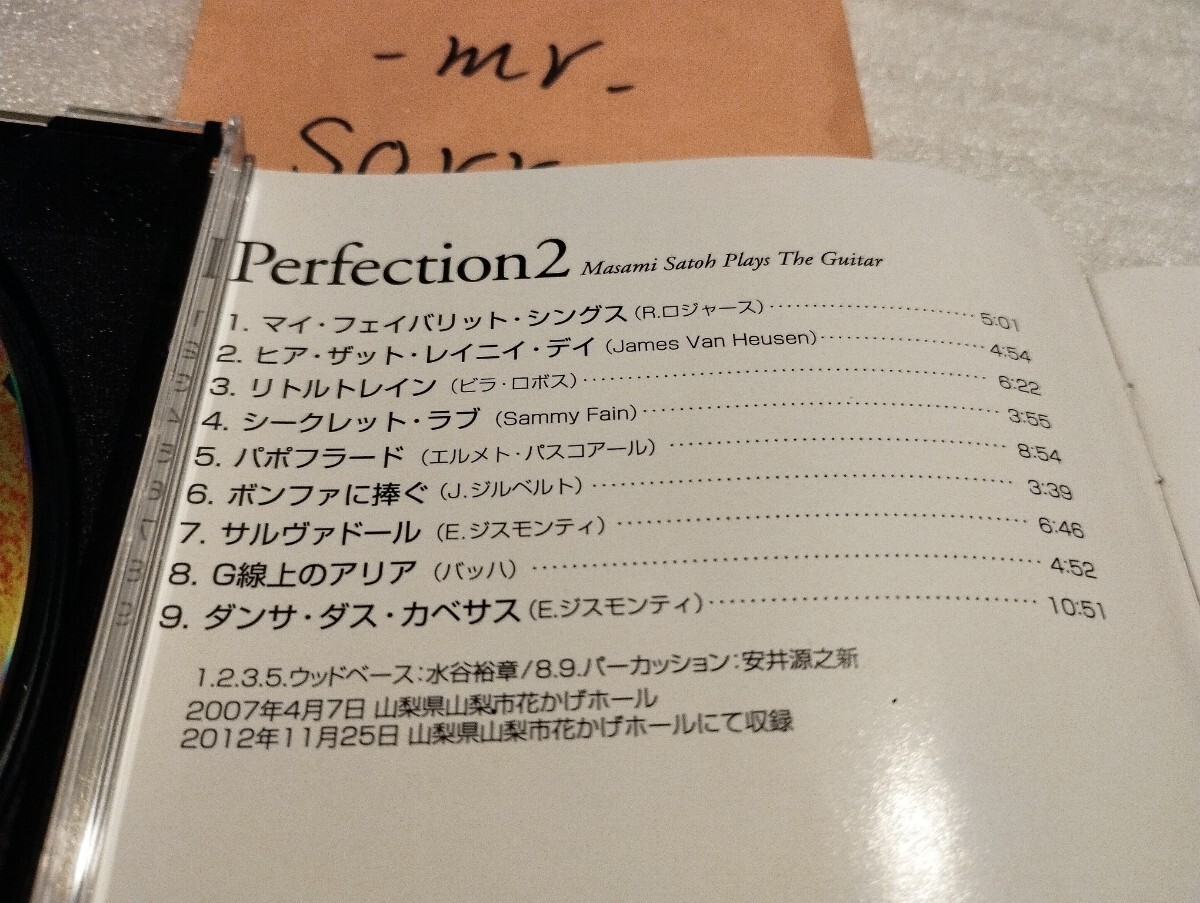 -mr_
Perfection2 Masami Satoh Plays The Guitar
1. マイ・フェイバリット・シングス(R.ロジャース)‥‥‥‥‥‥‥‥‥‥5:01
2. ヒア・ザット・レイニイ・デイ (James Van Heusen)‥‥‥‥‥‥‥‥4:54
3. リトルトレイン (ビラ・ロボス)‥‥‥‥‥‥‥‥‥‥‥‥‥‥‥‥6:22
4. シークレット・ラブ (Sammy Fain)‥‥‥‥‥‥‥‥‥‥‥‥‥‥3:55
5. パポフラード (エルメト・パスコアール) ‥‥‥‥‥‥‥‥‥‥‥‥‥8:54
6. ボンファに捧ぐ (J.ジルベルト)‥‥‥‥‥‥‥‥‥‥‥‥‥‥‥‥3:39
7. サルヴァドール (E.ジスモンティ)‥‥‥‥‥‥‥‥‥‥‥‥‥‥‥6:46
8. G線上のアリア (バッハ) ‥‥‥‥‥‥‥‥‥‥‥‥‥‥‥‥‥‥4:52
9. ダンサ・ダス・カベサス(E.ジスモンティ)‥‥‥‥‥‥‥‥‥‥‥‥10:51
1.2.3.5.ウッドベース:水谷裕章/8.9.パーカッション:安井源之新
2007年4月7日 山梨県山梨市花かげホール
2012年11月25日 山梨県山梨市花かげホールにて収録